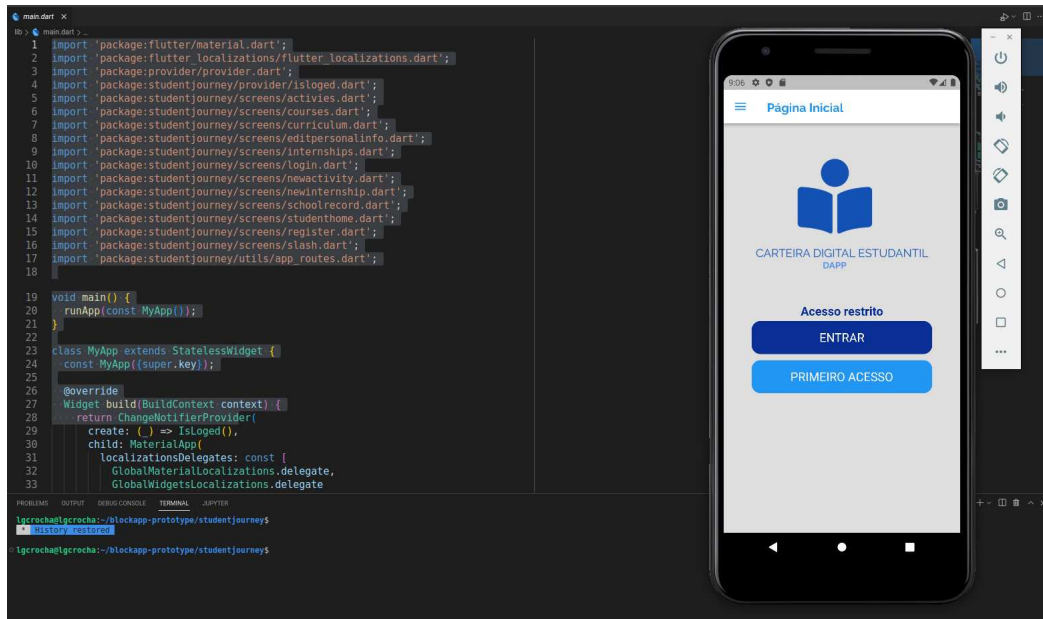 main.dart ×
lib > main.dart > ...
1 import 'package:flutter/material.dart';
2 import 'package:flutter_localizations/flutter_localizations.dart';
3 import 'package:provider/provider.dart';
4 import 'package:studentjourney/provider/isloged.dart';
5 import 'package:studentjourney/screens/activies.dart';
6 import 'package:studentjourney/screens/courses.dart';
7 import 'package:studentjourney/screens/curriculum.dart';
8 import 'package:studentjourney/screens/editpersonalinfo.dart';
9 import 'package:studentjourney/screens/internships.dart';
10 import 'package:studentjourney/screens/login.dart';
11 import 'package:studentjourney/screens/newactivity.dart';
12 import 'package:studentjourney/screens/newinternship.dart';
13 import 'package:studentjourney/screens/schoolrecord.dart';
14 import 'package:studentjourney/screens/studenthome.dart';
15 import 'package:studentjourney/screens/register.dart';
16 import 'package:studentjourney/screens/slash.dart';
17 import 'package:studentjourney/utils/app_routes.dart';
18
19 void main() {
20 runApp(const MyApp());
21 }
22
23 class MyApp extends StatelessWidget {
24 const MyApp({super.key});
25
26 @override
27 Widget build(BuildContext context) {
28 return ChangeNotifierProvider(
29 create: (_) => IsLoged(),
30 child: MaterialApp(
31 localizationsDelegates: const [
32 GlobalMaterialLocalizations.delegate,
33 GlobalWidgetsLocalizations.delegate
PROBLEMS OUTPUT DEBUG CONSOLE TERMINAL JUPYTER
lgcrocha@lgcrocha:~/blockapp-prototype/studentjourney$
* History restored
lgcrocha@lgcrocha:~/blockapp-prototype/studentjourney$
9:06
Página Inicial
CARTEIRA DIGITAL ESTUDANTIL
DAPP
Acesso restrito
ENTRAR
PRIMEIRO ACESSO